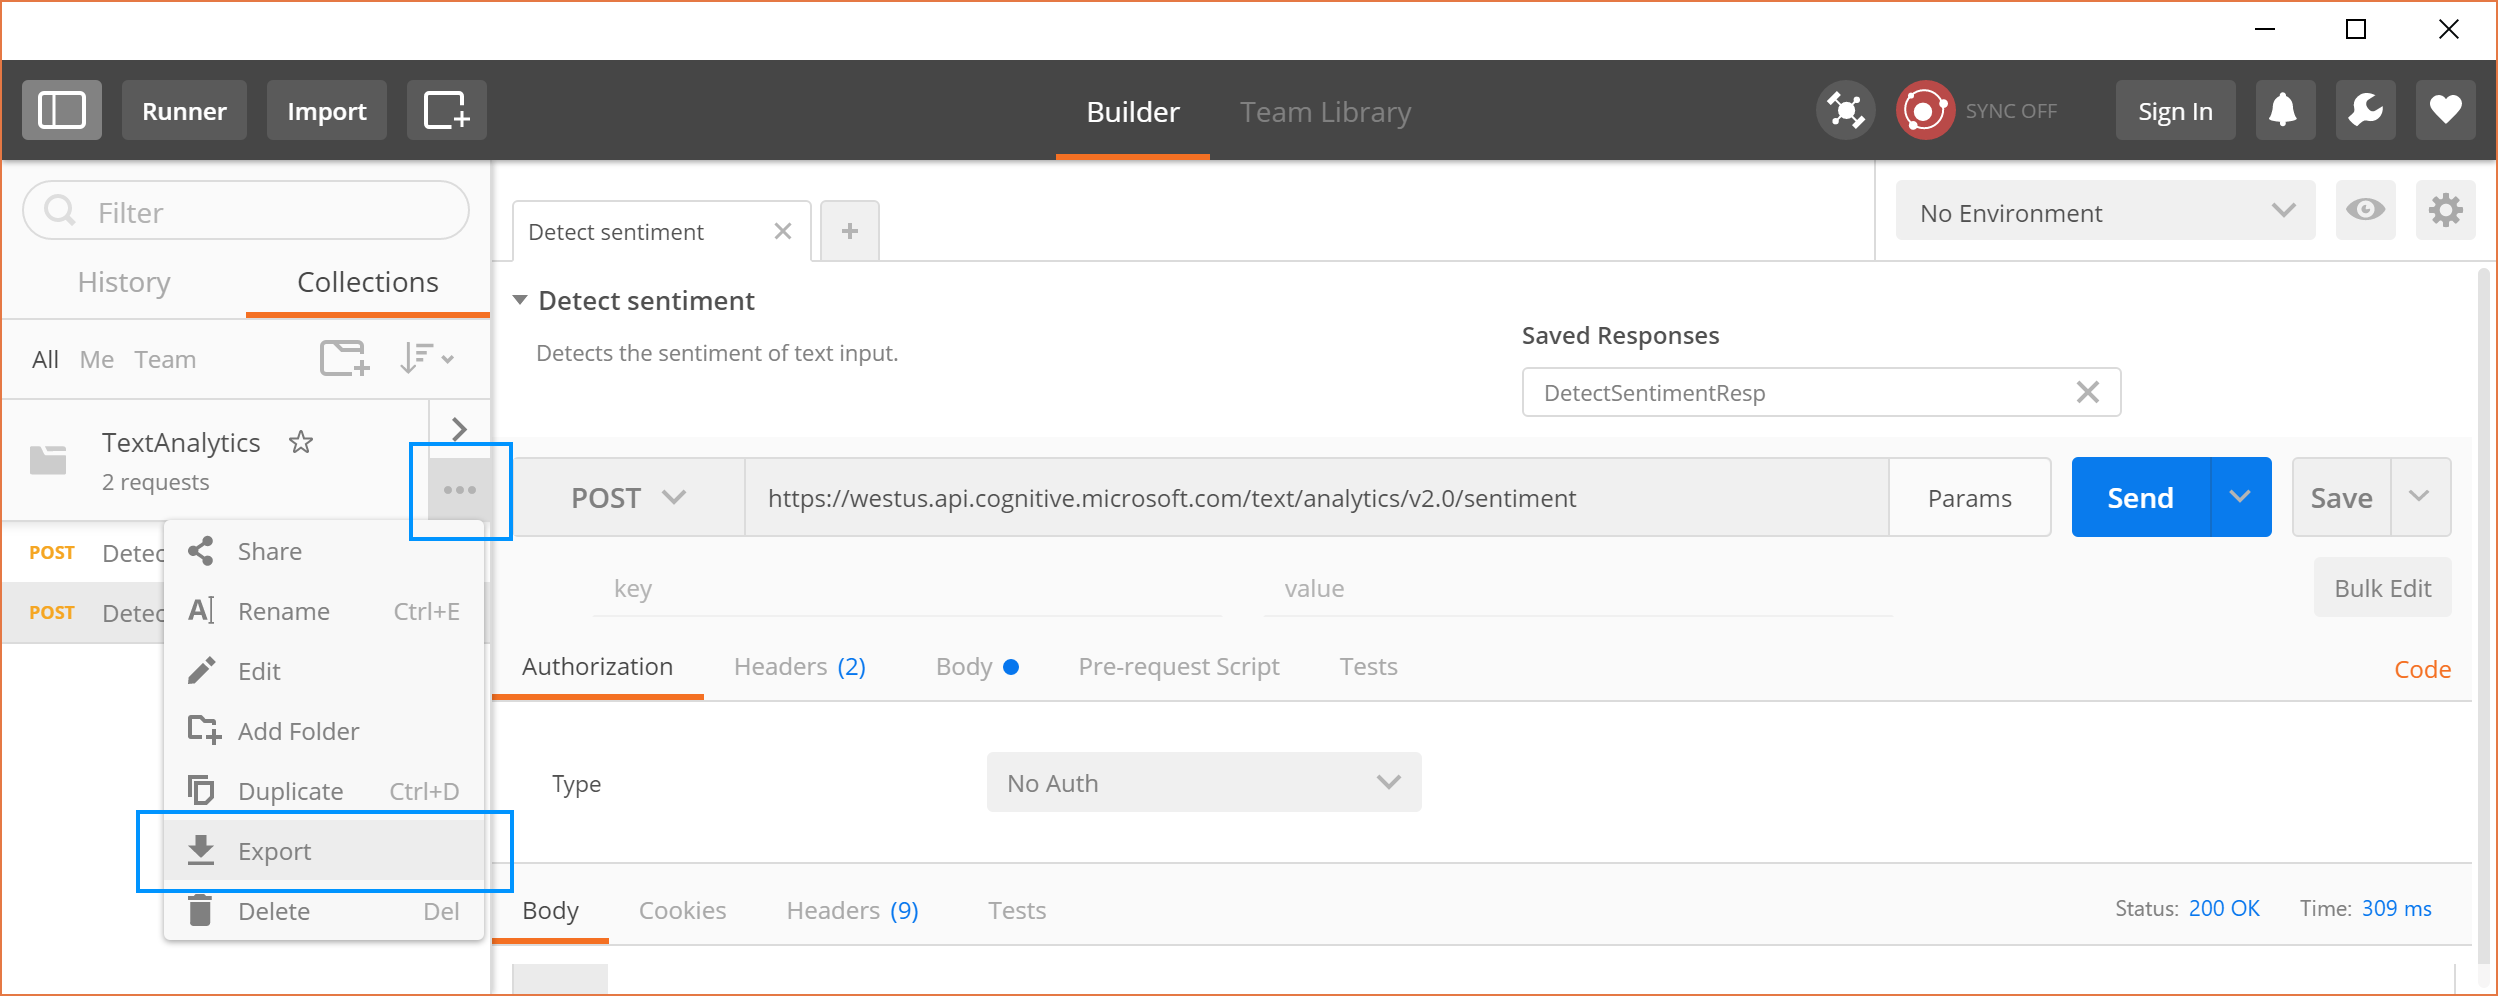 Runner Import Builder Team Library SYNC OFF Sign In
Filter
History Collections
All Me Team
TextAnalytics
2 requests
POST Detec
POST Detec
Share
Rename Ctrl+E
Edit
Add Folder
Duplicate Ctrl+D
Export
Delete Del
Detect sentiment
No Environment
Detect sentiment
Detects the sentiment of text input.
Saved Responses
DetectSentimentResp
POST https://westus.api.cognitive.microsoft.com/text/analytics/v2.0/sentiment Params Send Save
key value Bulk Edit
Authorization Headers (2) Body Pre-request Script Tests Code
Type No Auth
Body Cookies Headers (9) Tests Status: 200 OK Time: 309 ms